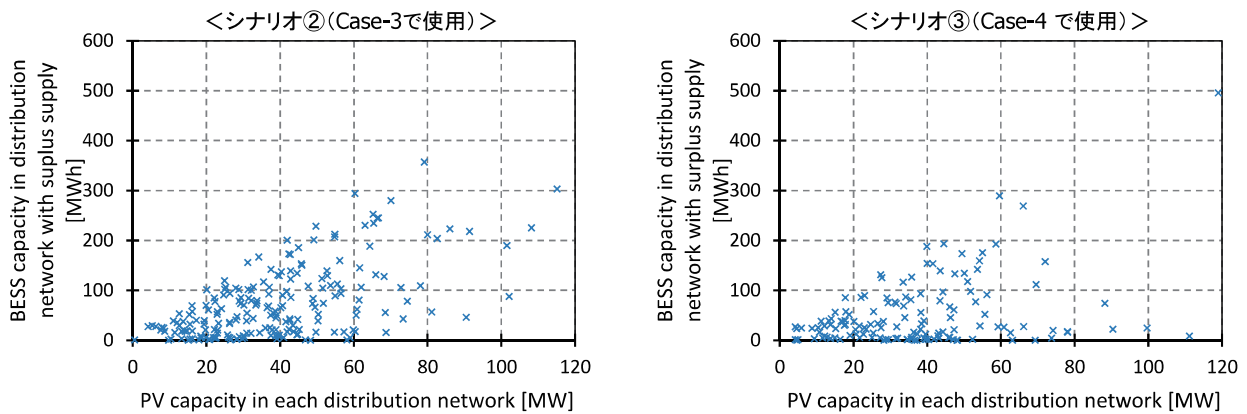 ＜シナリオ②(Case-3で使用)＞
600
500
400
300
200
100
0
0 20 40 60 80 100 120
BESS capacity in distribution
network with suplus supply
[MWh]
PV capacity in each distribution network [MW]
＜シナリオ③(Case-4 で使用)＞
600
500
400
300
200
100
0
0 20 40 60 80 100 120
BESS capacity in distribution
network with surplus supply
[MWh]
PV capacity in each distribution network [MW]